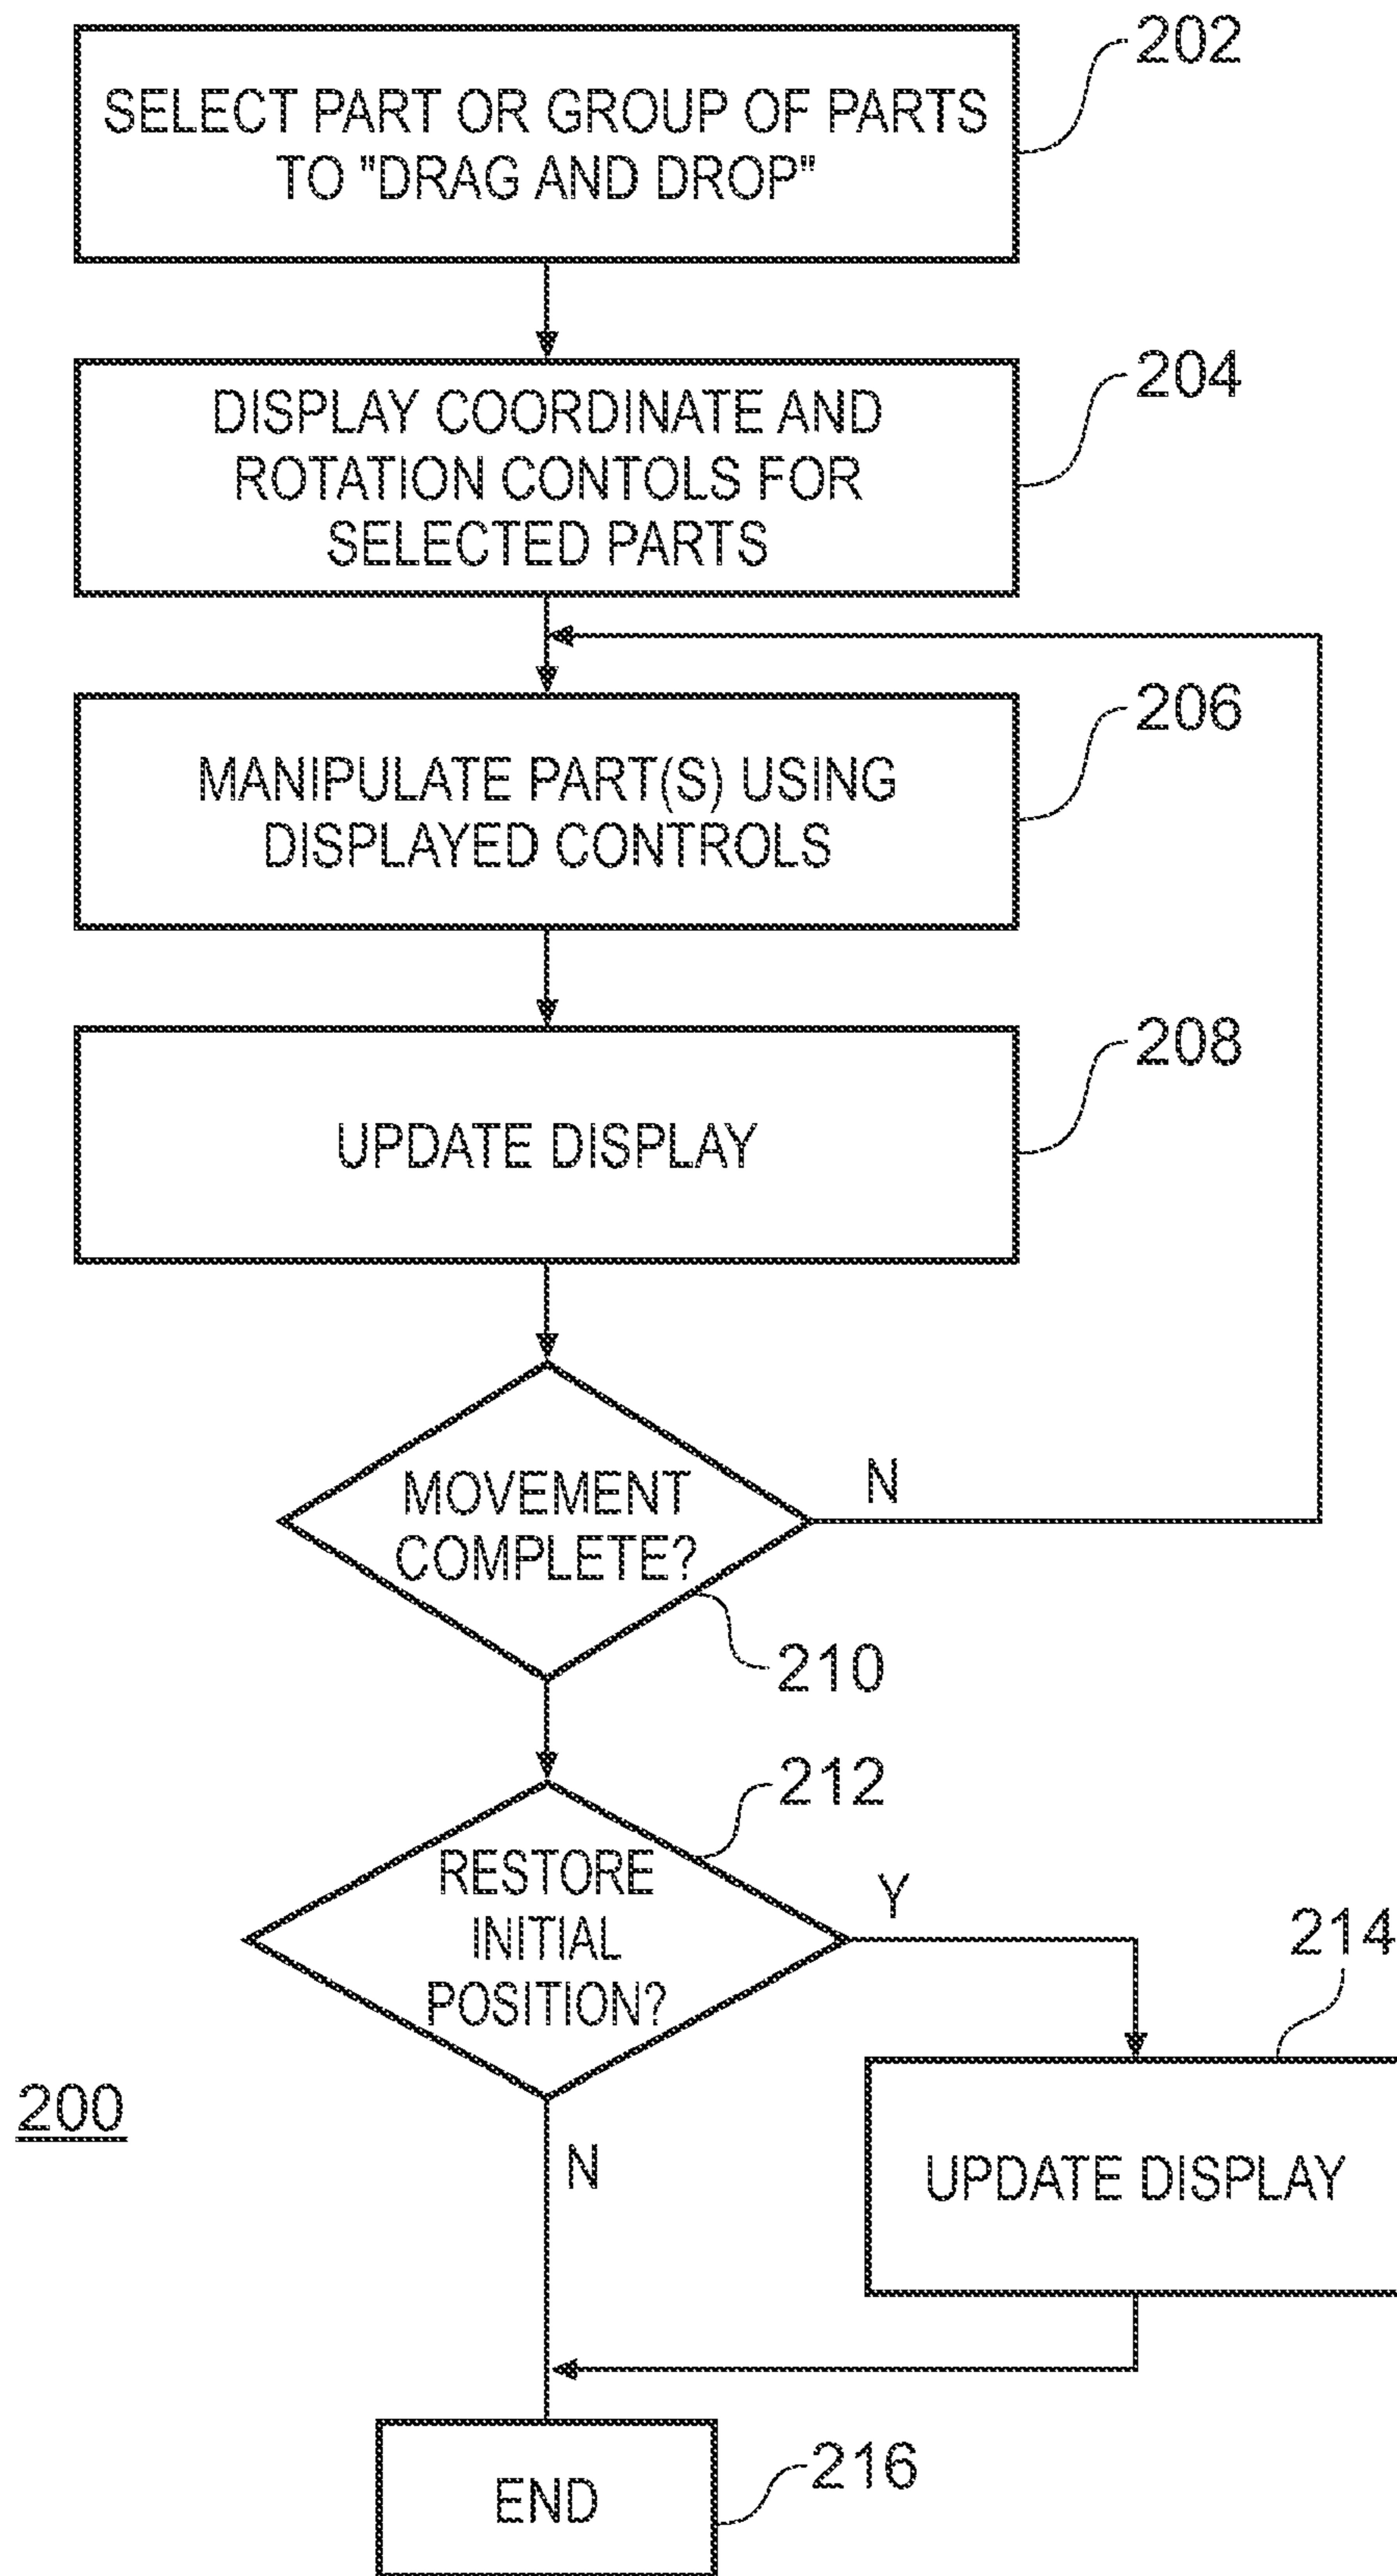 202
SELECT PART OR GROUP OF PARTS
TO "DRAG AND DROP"
204
DISPLAY COORDINATE AND
ROTATION CONTOLS FOR
SELECTED PARTS
206
MANIPULATE PART(S) USING
DISPLAYED CONTROLS
208
UPDATE DISPLAY
MOVEMENT
COMPLETE?
N
210
212
RESTORE
INITIAL
POSITION?
Y
214
200
N
UPDATE DISPLAY
END
216